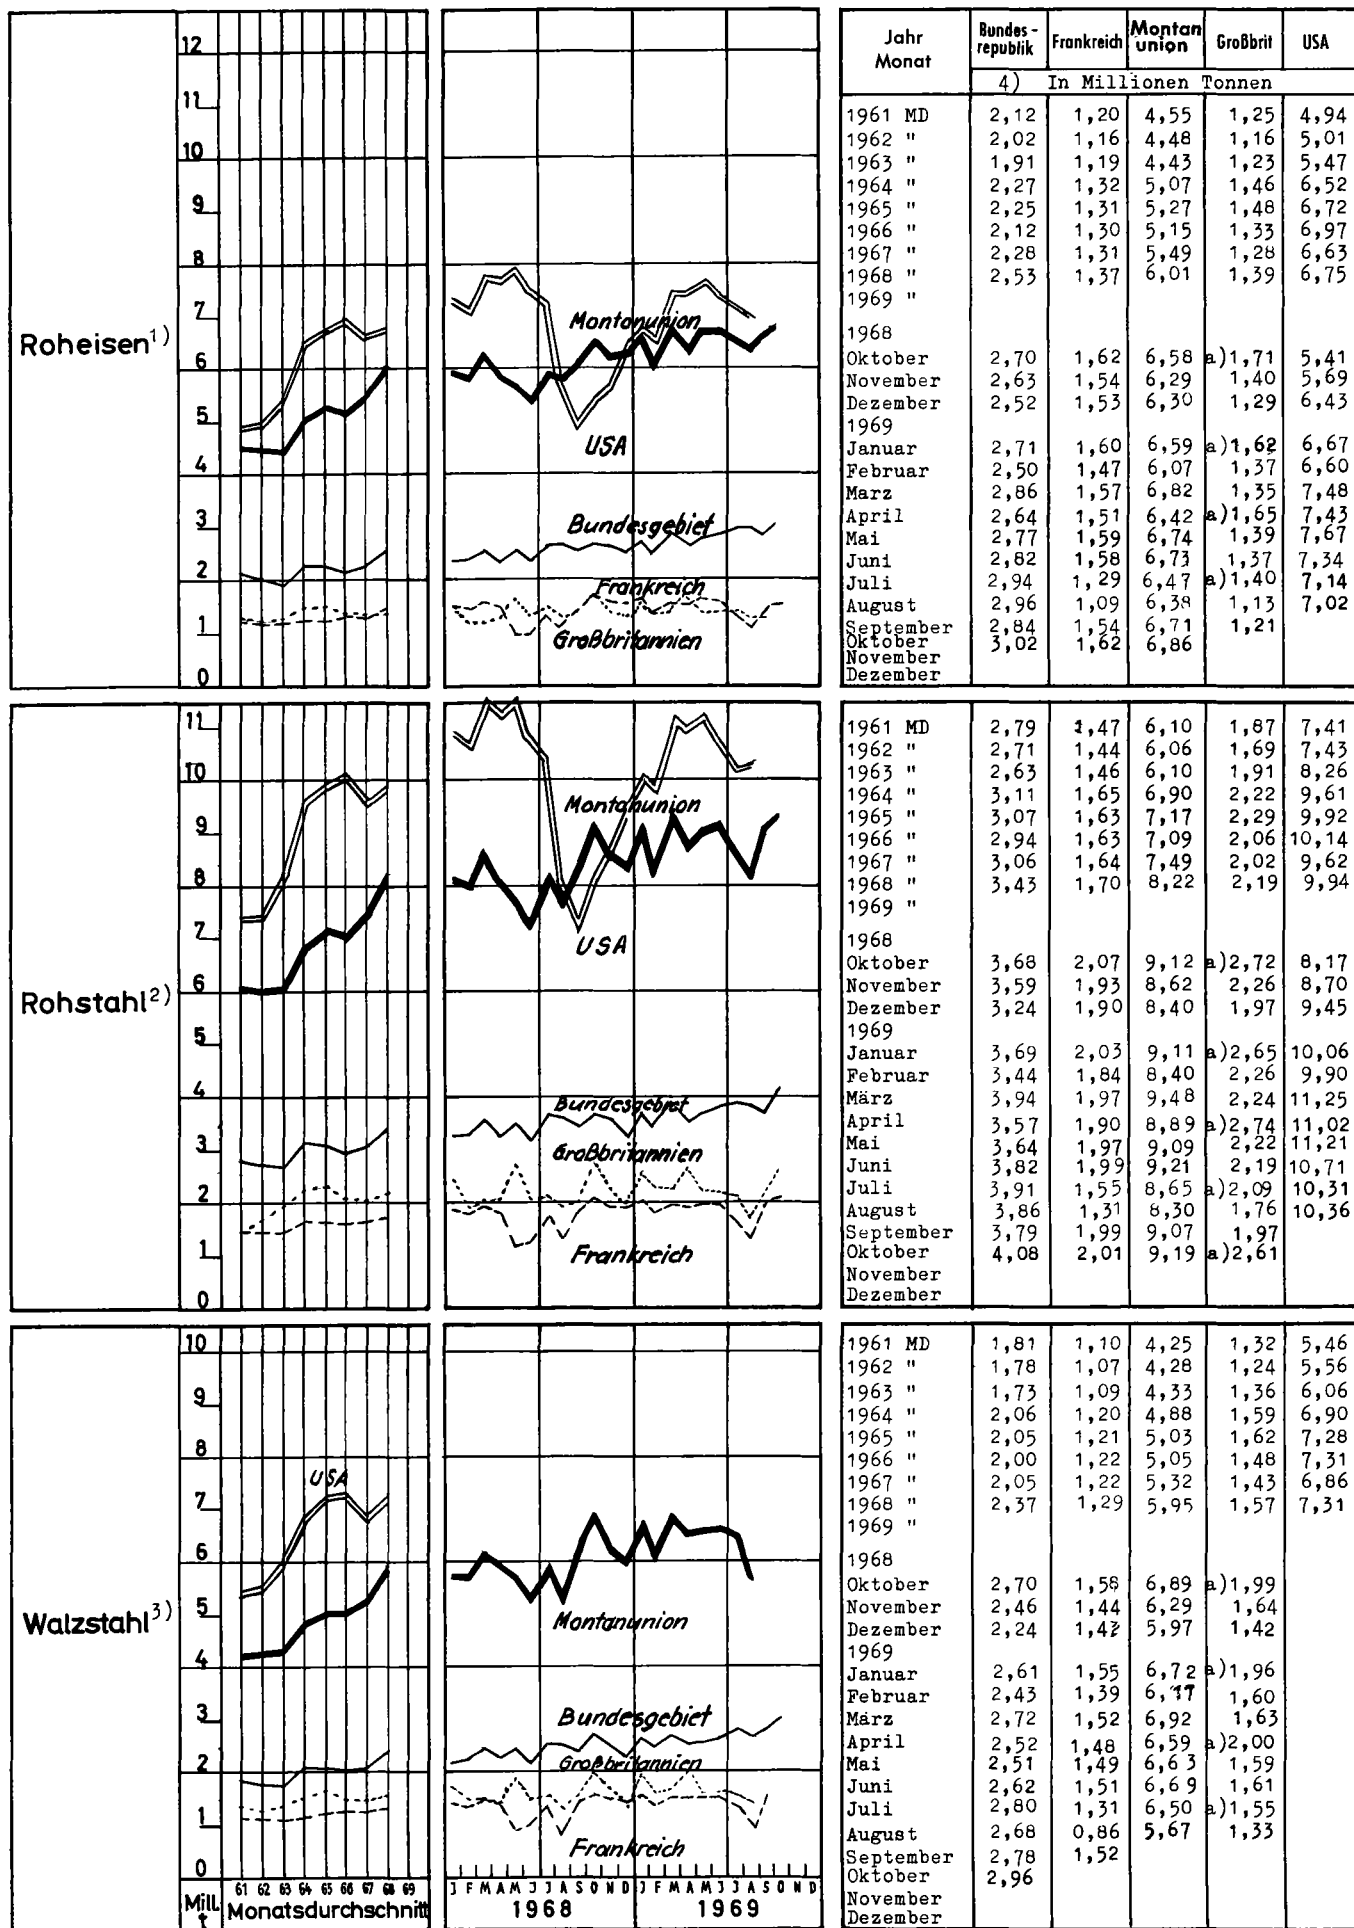 12
11
10
9
8
7
6
5
4
3
2
1
0
Roheisen1)
Montanunion
USA
Bundesgebiet
Frankreich
Großbritannien
Jahr Monat Bundes-republik Frankreich Montan union Großbrit USA
4) In Millionen Tonnen
1961 MD 2,12 1,20 4,55 1,25 4,94
1962 " 2,02 1,16 4,48 1,16 5,01
1963 " 1,91 1,19 4,43 1,23 5,47
1964 " 2,27 1,32 5,07 1,46 6,52
1965 " 2,25 1,31 5,27 1,48 6,72
1966 " 2,12 1,30 5,15 1,33 6,97
1967 " 2,28 1,31 5,49 1,28 6,63
1968 " 2,53 1,37 6,01 1,39 6,75
1969 "
1968
Oktober 2,70 1,62 6,58 a)1,71 5,41
November 2,63 1,54 6,29 1,40 5,69
Dezember 2,52 1,53 6,30 1,29 6,43
1969
Januar 2,71 1,60 6,59 a)1,62 6,67
Februar 2,50 1,47 6,07 1,37 6,60
Marz 2,86 1,57 6,82 1,35 7,48
April 2,64 1,51 6,42 a)1,65 7,43
Mai 2,77 1,59 6,74 1,39 7,67
Juni 2,82 1,58 6,73 1,37 7,34
Juli 2,94 1,29 6,47 a)1,40 7,14
August 2,96 1,09 6,38 1,13 7,02
September 2,84 1,54 6,71 1,21
Oktober 3,02 1,62 6,86
November
Dezember
11
10
9
8
7
6
5
4
3
2
1
0
Rohstahl2)
Montanunion
USA
Bundesgebiet
Großbritannien
Frankreich
1961 MD 2,79 1,47 6,10 1,87 7,41
1962 " 2,71 1,44 6,06 1,69 7,43
1963 " 2,63 1,46 6,10 1,91 8,26
1964 " 3,11 1,65 6,90 2,22 9,61
1965 " 3,07 1,63 7,17 2,29 9,92
1966 " 2,94 1,63 7,09 2,06 10,14
1967 " 3,06 1,64 7,49 2,02 9,62
1968 " 3,43 1,70 8,22 2,19 9,94
1969 "
1968
Oktober 3,68 2,07 9,12 a)2,72 8,17
November 3,59 1,93 8,62 2,26 8,70
Dezember 3,24 1,90 8,40 1,97 9,45
1969
Januar 3,69 2,03 9,11 a)2,65 10,06
Februar 3,44 1,84 8,40 2,26 9,90
März 3,94 1,97 9,48 2,24 11,25
April 3,57 1,90 8,89 a)2,74 11,02
Mai 3,64 1,97 9,09 2,22 11,21
Juni 3,82 1,99 9,21 2,19 10,71
Juli 3,91 1,55 8,65 a)2,09 10,31
August 3,86 1,31 8,30 1,76 10,36
September 3,79 1,99 9,07 1,97
Oktober 4,08 2,01 9,19 a)2,61
November
Dezember
10
9
8
7
6
5
4
3
2
1
0
Walzstahl3)
USA
Montanunion
Bundesgebiet
Großbritannien
Frankreich
Mill. t
61 62 63 64 65 66 67 68 69
Monatsdurchschnitt
J F M A M J J A S O N D J F M A M J J A S O N D
1968 1969
1961 MD 1,81 1,10 4,25 1,32 5,46
1962 " 1,78 1,07 4,28 1,24 5,56
1963 " 1,73 1,09 4,33 1,36 6,06
1964 " 2,06 1,20 4,88 1,59 6,90
1965 " 2,05 1,21 5,03 1,62 7,28
1966 " 2,00 1,22 5,05 1,48 7,31
1967 " 2,05 1,22 5,32 1,43 6,86
1968 " 2,37 1,29 5,95 1,57 7,31
1969 "
1968
Oktober 2,70 1,58 6,89 a)1,99
November 2,46 1,44 6,29 1,64
Dezember 2,24 5,97 1,42
1969
Januar 2,61 1,55 6,72 a)1,96
Februar 2,43 1,39 1,60
März 2,72 1,52 6,92 1,63
April 2,52 1,48 6,59 a)2,00
Mai 2,51 1,49 6,63 1,59
Juni 2,62 1,51 6,69 1,61
Juli 2,80 1,31 6,50 a)1,55
August 2,68 0,86 5,67 1,33
September 2,78 1,52
Oktober 2,96
November
Dezember